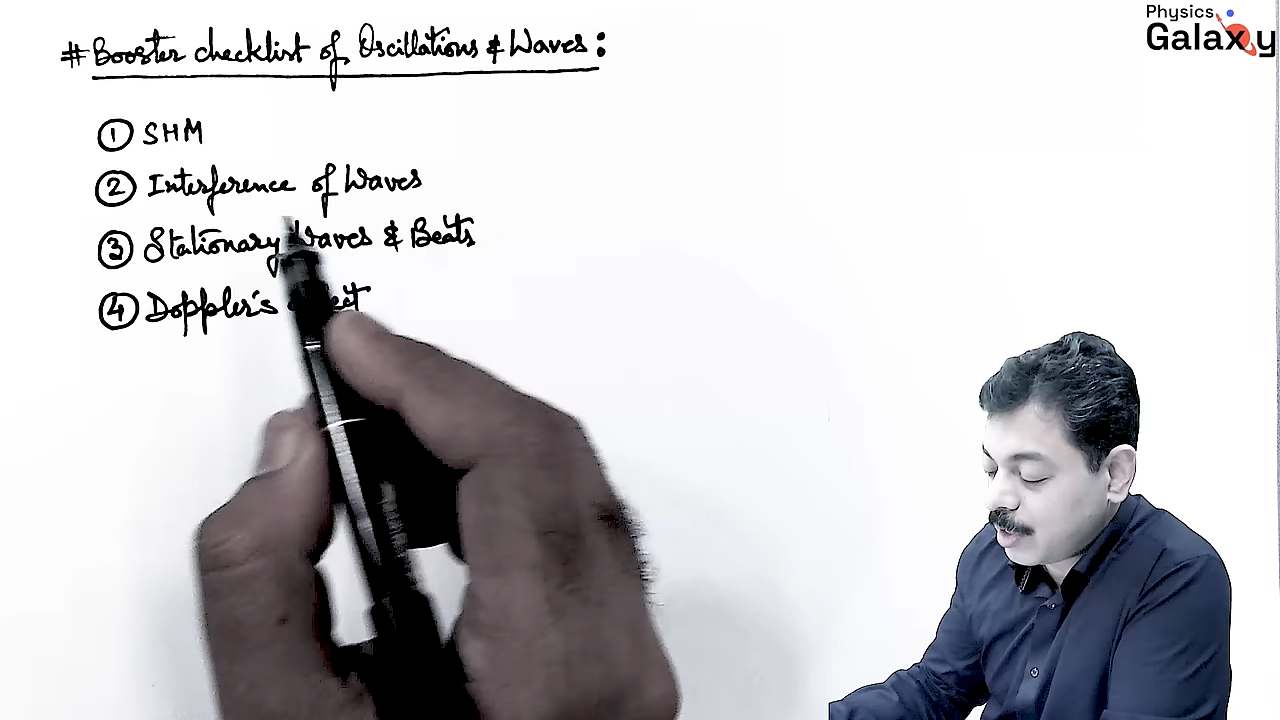 Physics
Galaxy
# Booster checklist of Oscillations & Waves:
① SHM
② Interference of Waves
③ Stationary Waves & Beats
④ Doppler's